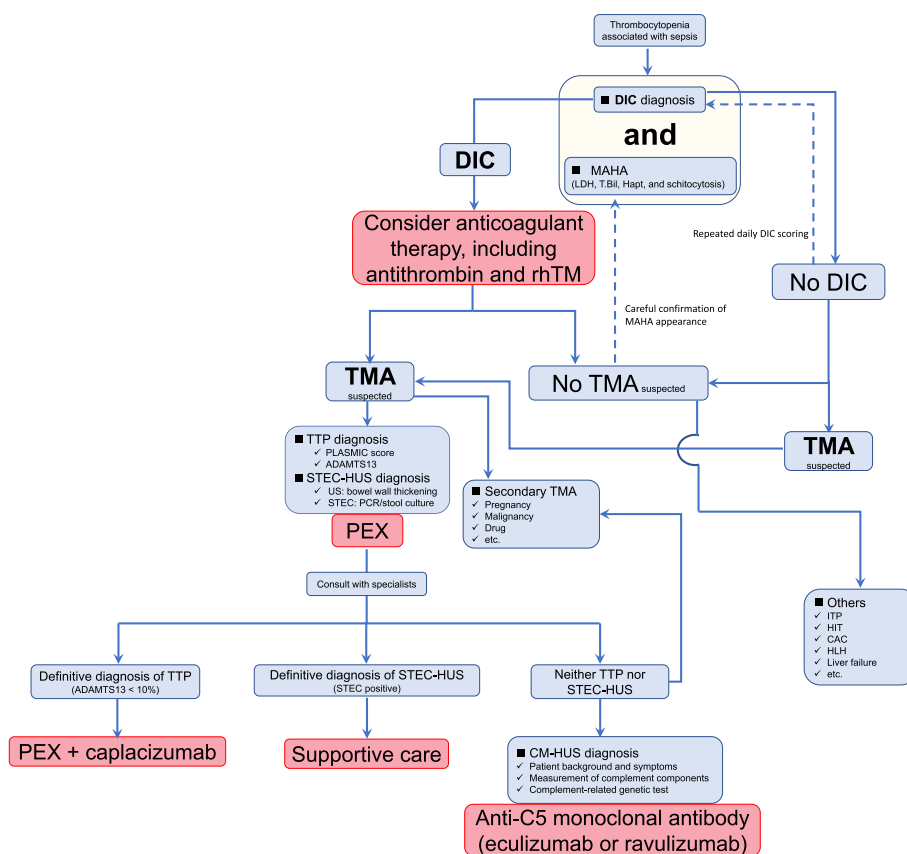 Thrombocytopenia
associated with sepsis
■ DIC diagnosis
and
■ MAHA
(LDH, T.Bil, Hapt, and schitocytosis)
DIC
Consider anticoagulant
therapy, including
antithrombin and rhTM
Repeated daily DIC scoring
No DIC
Careful confirmation of
MAHA appearance
TMA
suspected
No TMA suspected
TMA
suspected
■ TTP diagnosis
✓ PLASMIC score
✓ ADAMTS13
■ STEC-HUS diagnosis
✓ US: bowel wall thickening
✓ STEC: PCR/stool culture
PEX
■ Secondary TMA
✓ Pregnancy
✓ Malignancy
✓ Drug
✓ etc.
Consult with specialists
■ Others
✓ ITP
✓ HIT
✓ CAC
✓ HLH
✓ Liver failure
✓ etc.
Definitive diagnosis of TTP
(ADAMTS13 < 10%)
Definitive diagnosis of STEC-HUS
(STEC positive)
Neither TTP nor
STEC-HUS
PEX + caplacizumab
Supportive care
■ CM-HUS diagnosis
✓ Patient background and symptoms
✓ Measurement of complement components
✓ Complement-related genetic test
Anti-C5 monoclonal antibody
(eculizumab or ravulizumab)